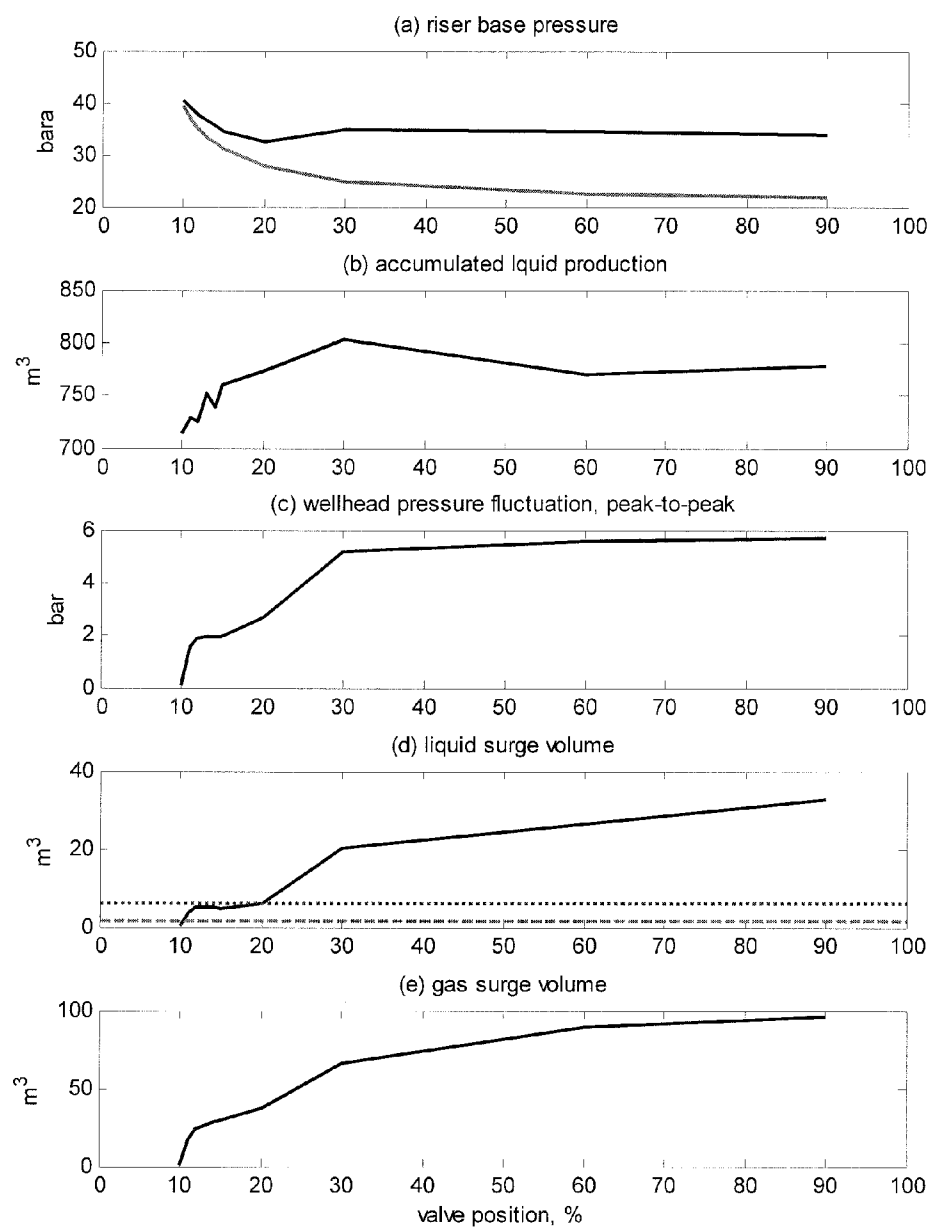 (a) riser base pressure
50
40
30
20
bara
0 10 20 30 40 50 60 70 80 90 100
(b) accumulated lquid production
850
800
750
700
m3
0 10 20 30 40 50 60 70 80 90 100
(c) wellhead pressure fluctuation, peak-to-peak
6
4
2
0
bar
0 10 20 30 40 50 60 70 80 90 100
(d) liquid surge volume
40
20
0
m3
0 10 20 30 40 50 60 70 80 90 100
(e) gas surge volume
100
50
0
m3
0 10 20 30 40 50 60 70 80 90 100
valve position, %